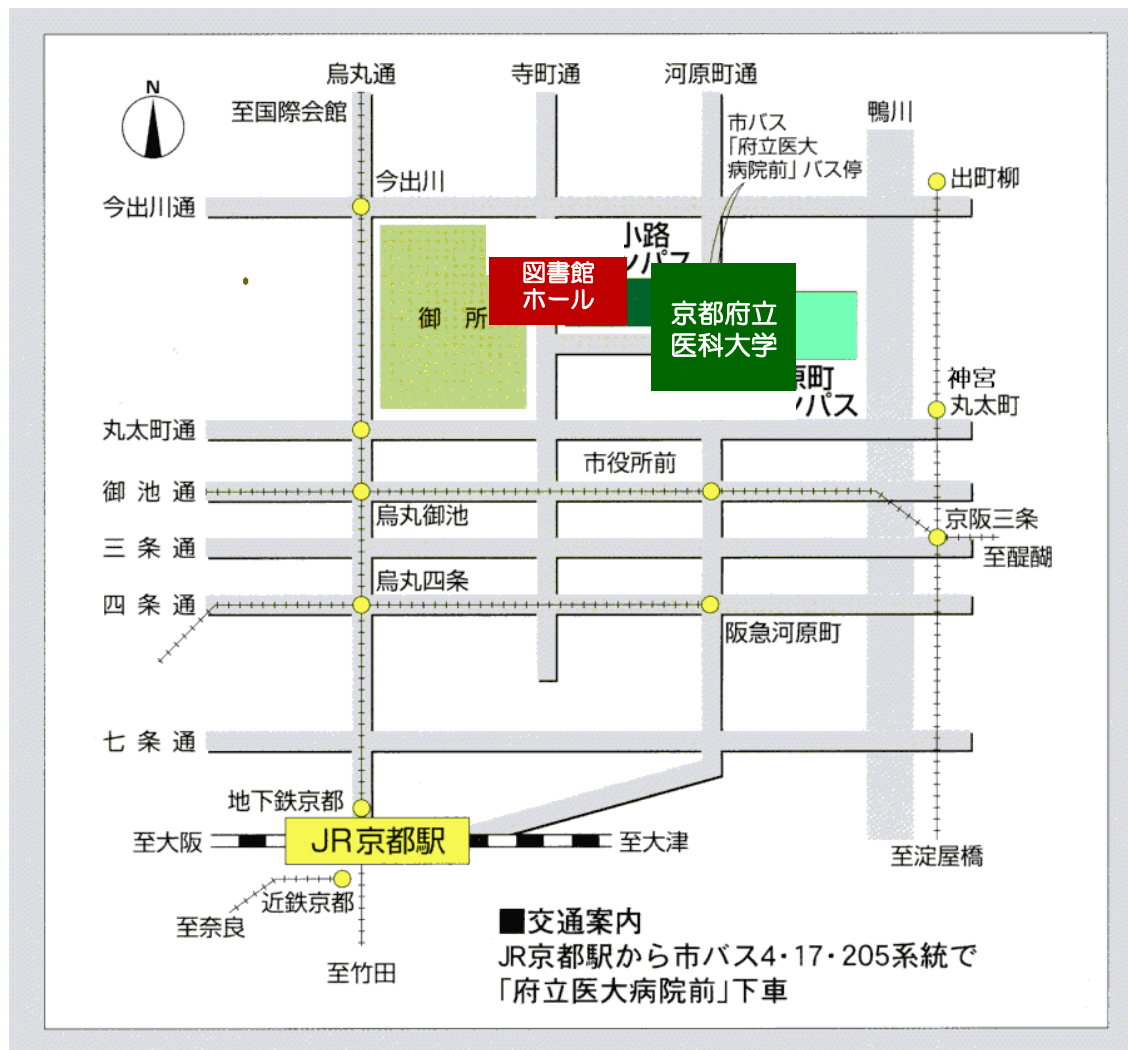 烏丸通
寺町通
河原町通
N
至国際会館
鴨川
市バス
「府立医大
病院前」バス停
今出川
出町柳
今出川通
小路
ンパス
図書館
ホール
京都府立
医科大学
御 所
原町
ンパス
神宮
丸太町
丸太町通
市役所前
御池通
烏丸御池
京阪三条
三条通
至醍醐
烏丸四条
四条通
阪急河原町
七条通
地下鉄京都
至大阪
JR京都駅
至大津
至淀屋橋
近鉄京都
至奈良
至竹田
■交通案内
JR京都駅から市バス4・17・205系統で
「府立医大病院前」下車